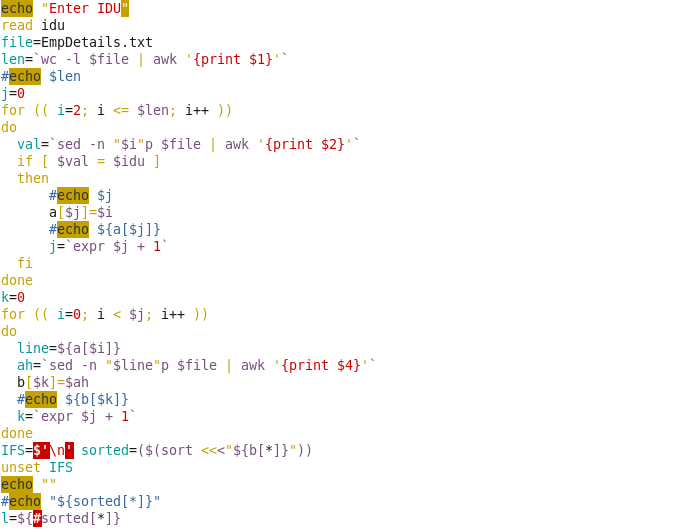 echo "Enter IDU"
read idu
file=EmpDetails.txt
len=`wc -l $file | awk '{print $1}'`
#echo $len
j=0
for (( i=2; i <= $len; i++ ))
do
  val=`sed -n "$i"p $file | awk '{print $2}'`
  if [ $val = $idu ]
  then
      #echo $j
      a[$j]=$i
      #echo ${a[$j]}
      j=`expr $j + 1`
  fi
done
k=0
for (( i=0; i < $j; i++ ))
do
  line=${a[$i]}
  ah=`sed -n "$line"p $file | awk '{print $4}'`
  b[$k]=$ah
  #echo ${b[$k]}
  k=`expr $j + 1`
done
IFS=$'\n' sorted=($(sort <<<"${b[*]}"))
unset IFS
echo ""
#echo "${sorted[*]}"
l=${#sorted[*]}